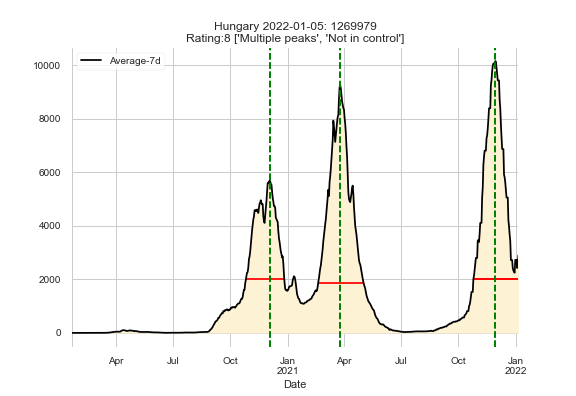 Hungary 2022-01-05: 1269979
Rating:8 ['Multiple peaks', 'Not in control']
Average-7d
10000
8000
6000
4000
2000
0
Apr
Jul
Oct
Jan
2021
Apr
Jul
Oct
Jan
2022
Date